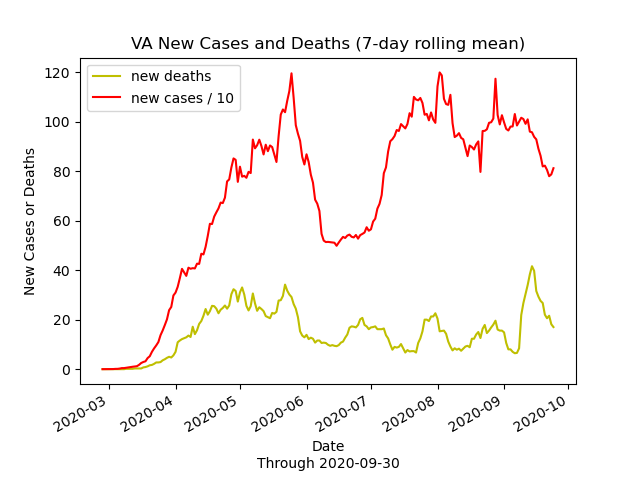 VA New Cases and Deaths (7-day rolling mean)
new deaths
new cases / 10
New Cases or Deaths
120
100
80
60
40
20
0
2020-03
2020-04
2020-05
2020-06
2020-07
2020-08
2020-09
2020-10
Date
Through 2020-09-30